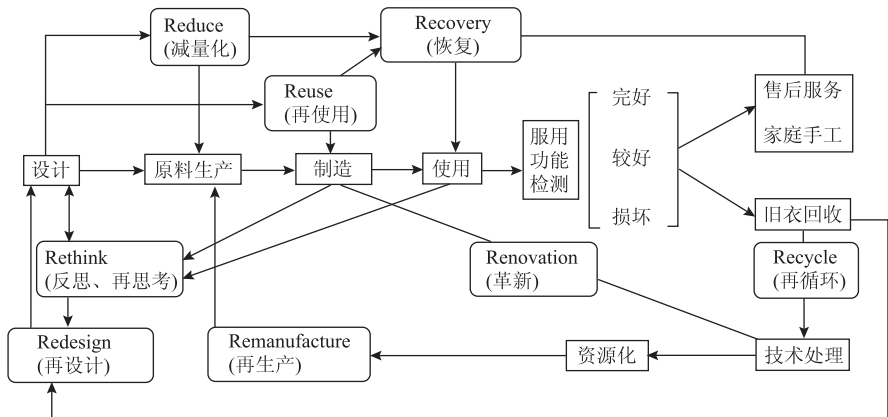 Reduce
(减量化)
Recovery
(恢复)
Reuse
(再使用)
完好
较好
损坏
售后服务
家庭手工
设计
原料生产
制造
使用
服用
功能
检测
旧衣回收
Rethink
(反思、再思考)
Renovation
(革新)
Recycle
(再循环)
Redesign
(再设计)
Remanufacture
(再生产)
资源化
技术处理